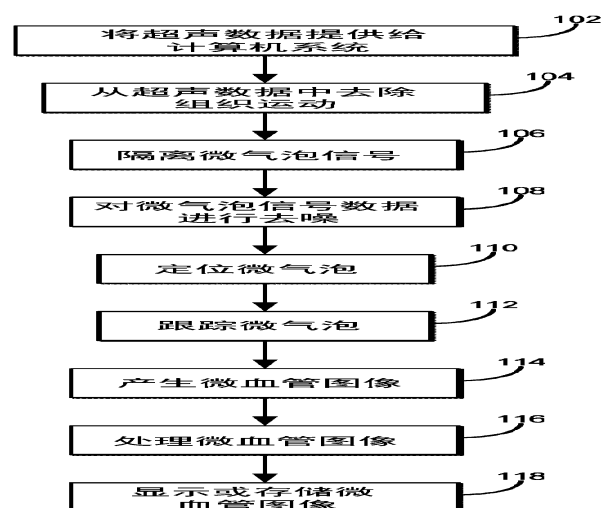 102
将超声数据提供给
计算机系统
104
从超声数据中去除
组织运动
106
隔离微气泡信号
108
对微气泡信号数据
进行去噪
110
定位微气泡
112
跟踪微气泡
114
产生微血管图像
116
处理微血管图像
118
显示或存储微
血管图像